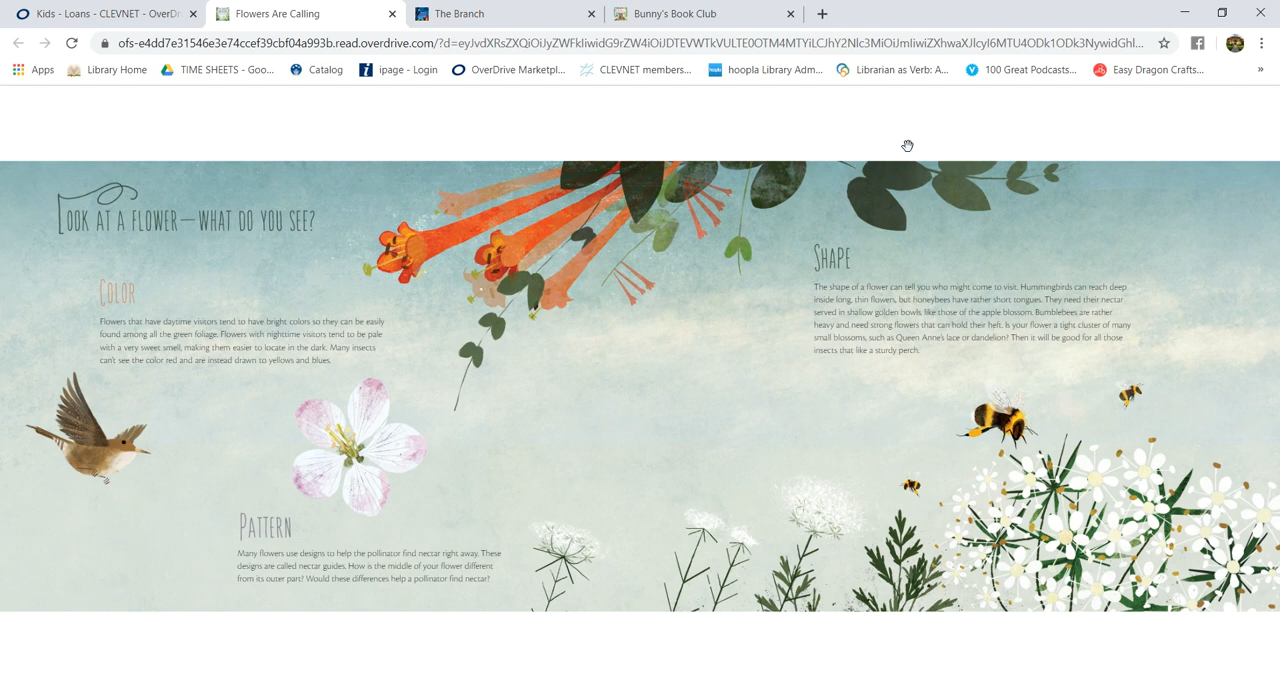 Kids - Loans - CLEVNET - OverDr
Flowers Are Calling
The Branch
Bunny's Book Club
ofs-e4dd7e31546e3e74ccef39cbf04a993b.read.overdrive.com/?d=eyJvdXRsZXQiOiJyZWFkIiwidG9rZW4iOiJDTEVWTkVULTE0OTM4MTYiLCJhY2Nlc3MiOiJmIiwiZXhwaXJlcyI6MTU4ODk1ODk3NywidGhl...
Apps
Library Home
TIME SHEETS - Goo...
Catalog
ipage - Login
OverDrive Marketpl...
CLEVNET members...
hoopla Library Adm...
Librarian as Verb: A...
100 Great Podcasts...
Easy Dragon Crafts...
»
LOOK AT A FLOWER—WHAT DO YOU SEE?
COLOR
Flowers that have daytime visitors tend to have bright colors so they can be easily
found among all the green foliage. Flowers with nighttime visitors tend to be pale
with a very sweet smell, making them easier to locate in the dark. Many insects
can't see the color red and are instead drawn to yellows and blues.
PATTERN
Many flowers use designs to help the pollinator find nectar right away. These
designs are called nectar guides. How is the middle of your flower different
from its outer part? Would these differences help a pollinator find nectar?
SHAPE
The shape of a flower can tell you who might come to visit. Hummingbirds can reach deep
inside long, thin flowers, but honeybees have rather short tongues. They need their nectar
served in shallow golden bowls like those of the apple blossom. Bumblebees are rather
heavy and need strong flowers that can hold their heft. Is your flower a tight cluster of many
small blossoms, such as Queen Anne's lace or dandelion? Then it will be good for all those
insects that like a sturdy perch.